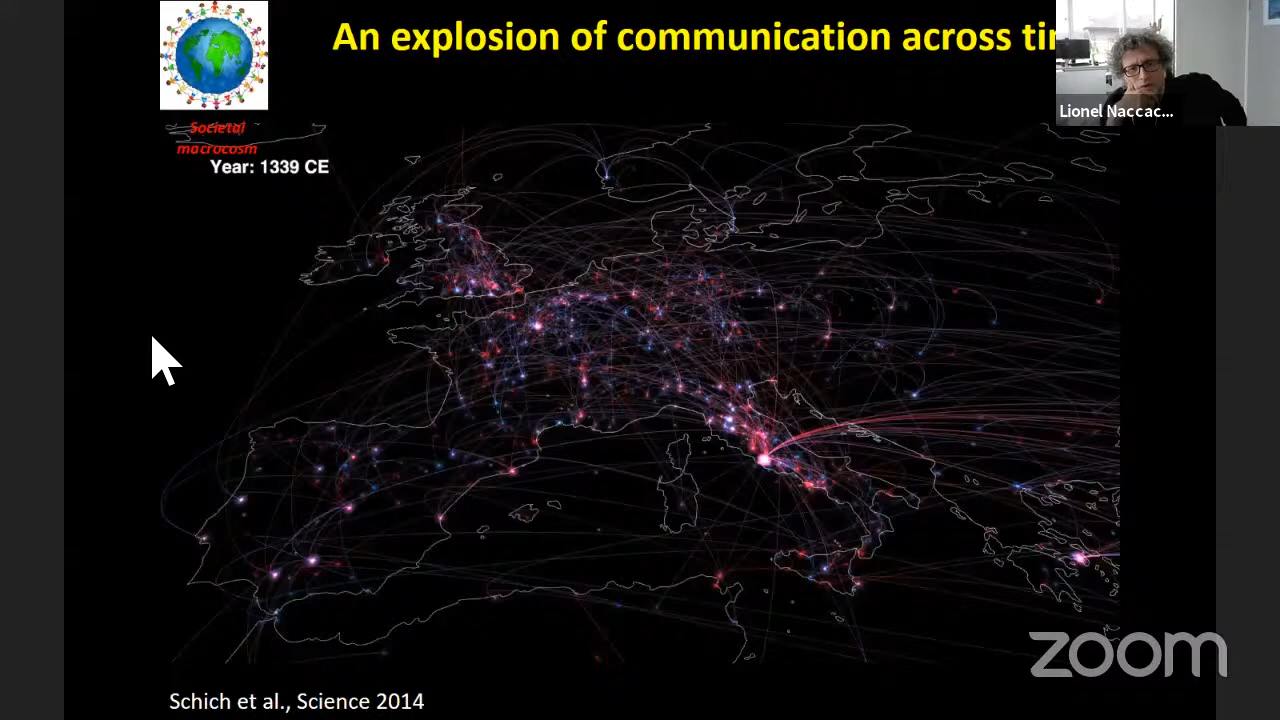 An explosion of communication across ti
Lionel Naccac...
Societal
macrocosm
Year: 1339 CE
Schich et al., Science 2014
zoom